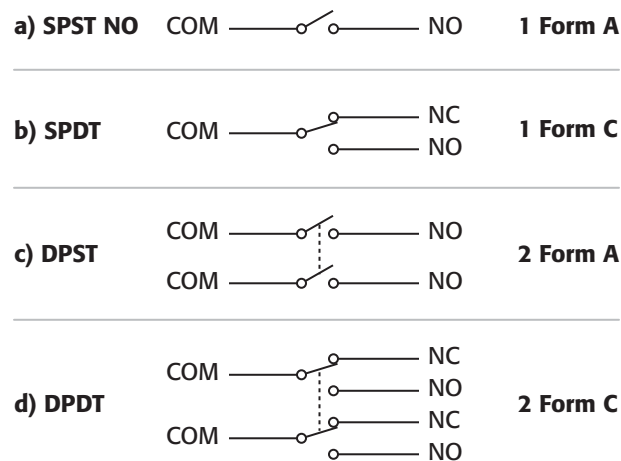 a) SPST NO COM NO 1 Form A
b) SPDT COM NC NO 1 Form C
c) DPST COM NO COM NO 2 Form A
d) DPDT COM NC NO COM NC NO 2 Form C